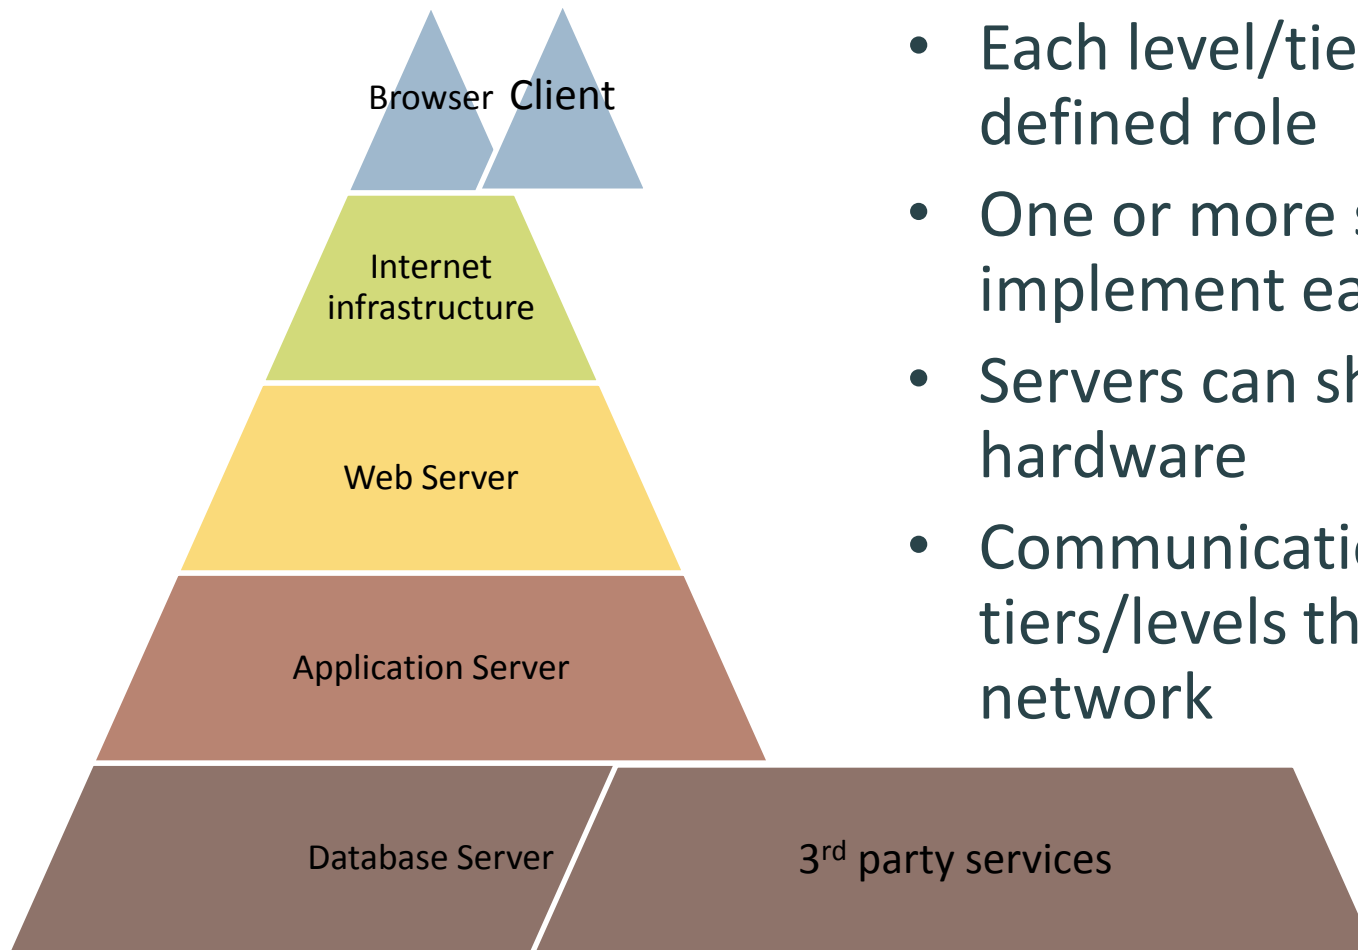 Browser Client
Internet
infrastructure
Web Server
Application Server
Database Server
3rd party services
• Each level/tie
defined role
• One or more
implement ea
• Servers can sh
hardware
• Communicati
tiers/levels th
network